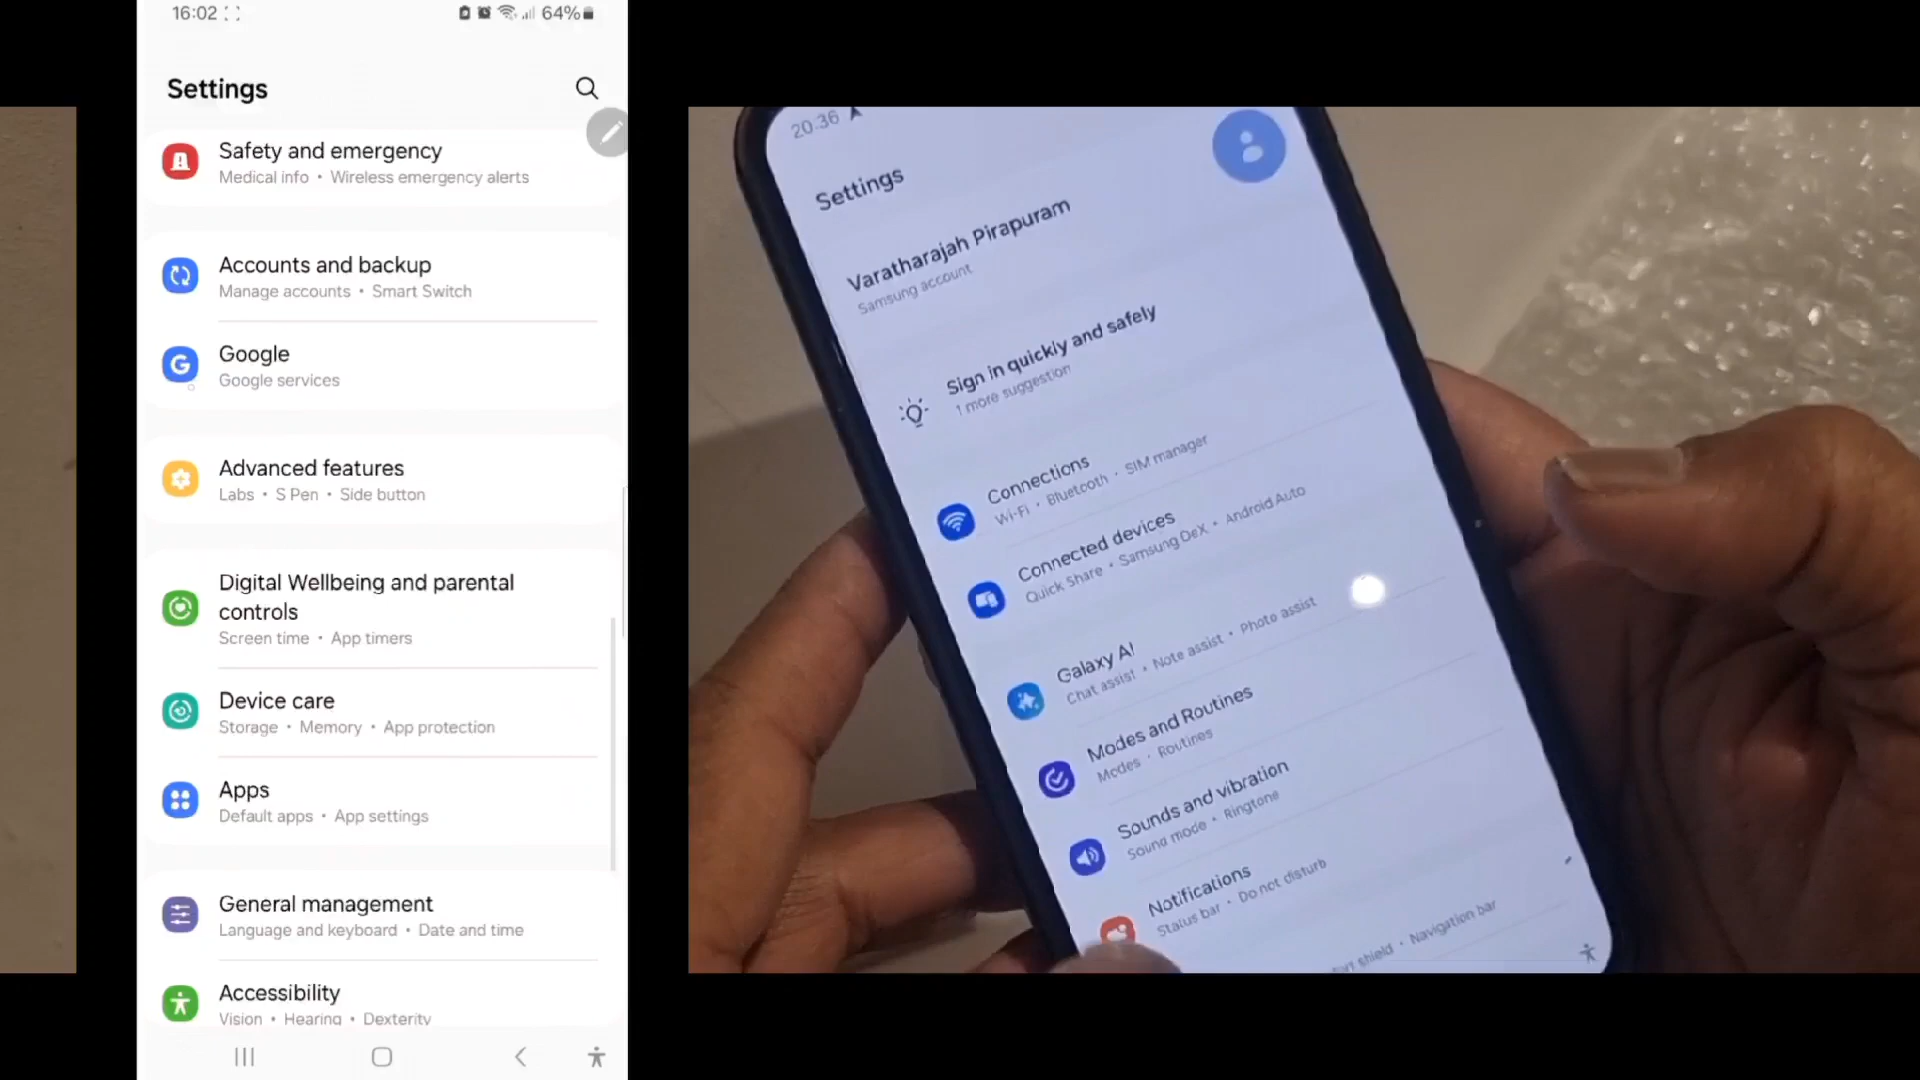 16:02
64%
Settings
Safety and emergency
Medical info • Wireless emergency alerts
Accounts and backup
Manage accounts • Smart Switch
G
Google
Google services
Advanced features
Labs • S Pen • Side button
Digital Wellbeing and parental
controls
Screen time • App timers
Device care
Storage • Memory • App protection
Apps
Default apps • App settings
General management
Language and keyboard • Date and time
Accessibility
Vision • Hearing • Dexterity
20:36
Settings
Varatharajah Pirapuram
Samsung account
Sign in quickly and safely
1 more suggestion
Connections
Wi-Fi • Bluetooth • SIM manager
Connected devices
Quick Share • Samsung DeX • Android Auto
Galaxy AI
Chat assist • Note assist • Photo assist
Modes and Routines
Modes • Routines
Sounds and vibration
Sound mode • Ringtone
Notifications
Status bar • Do not disturb
shield • Navigation bar